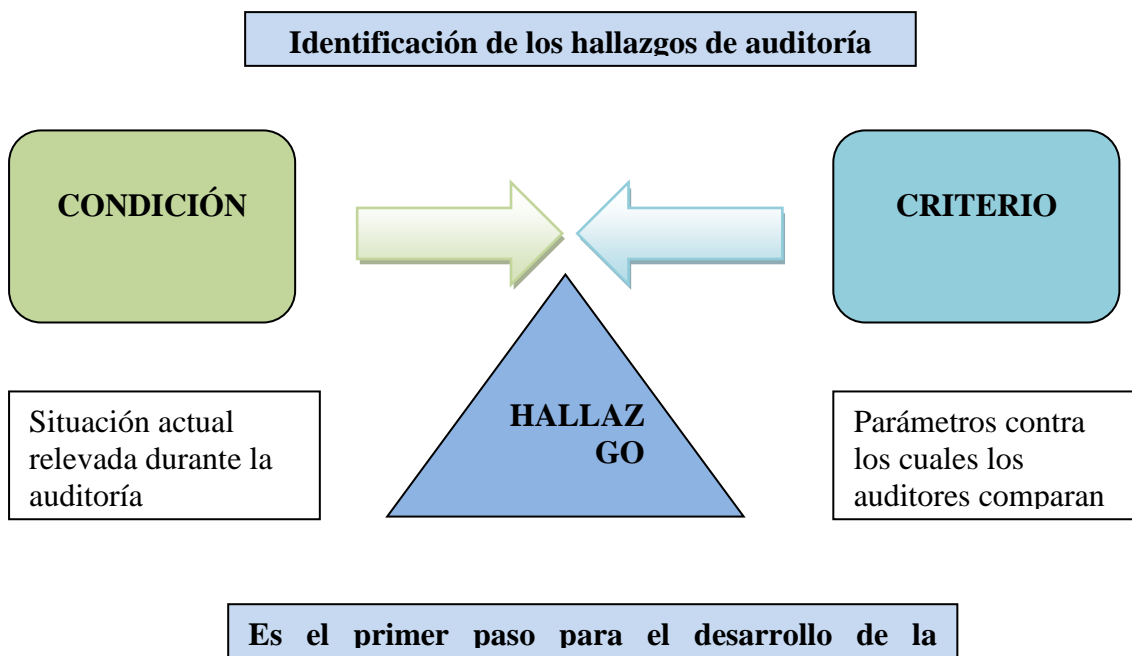 Identificación de los hallazgos de auditoría
CONDICIÓN
CRITERIO
HALLAZ
GO
Situación actual
relevada durante la
auditoría
Parámetros contra
los cuales los
auditores comparan
Es el primer paso para el desarrollo de la